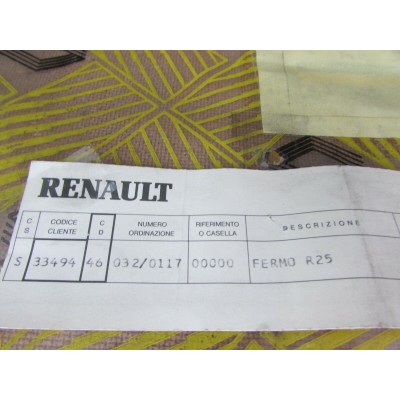 RENAULT
C S CODICE CLIENTE C D NUMERO ORDINAZIONE RIFERIMENTO O CASELLA DESCRIZIONE
S 33494 46 032/0117 00000 FERMO R25